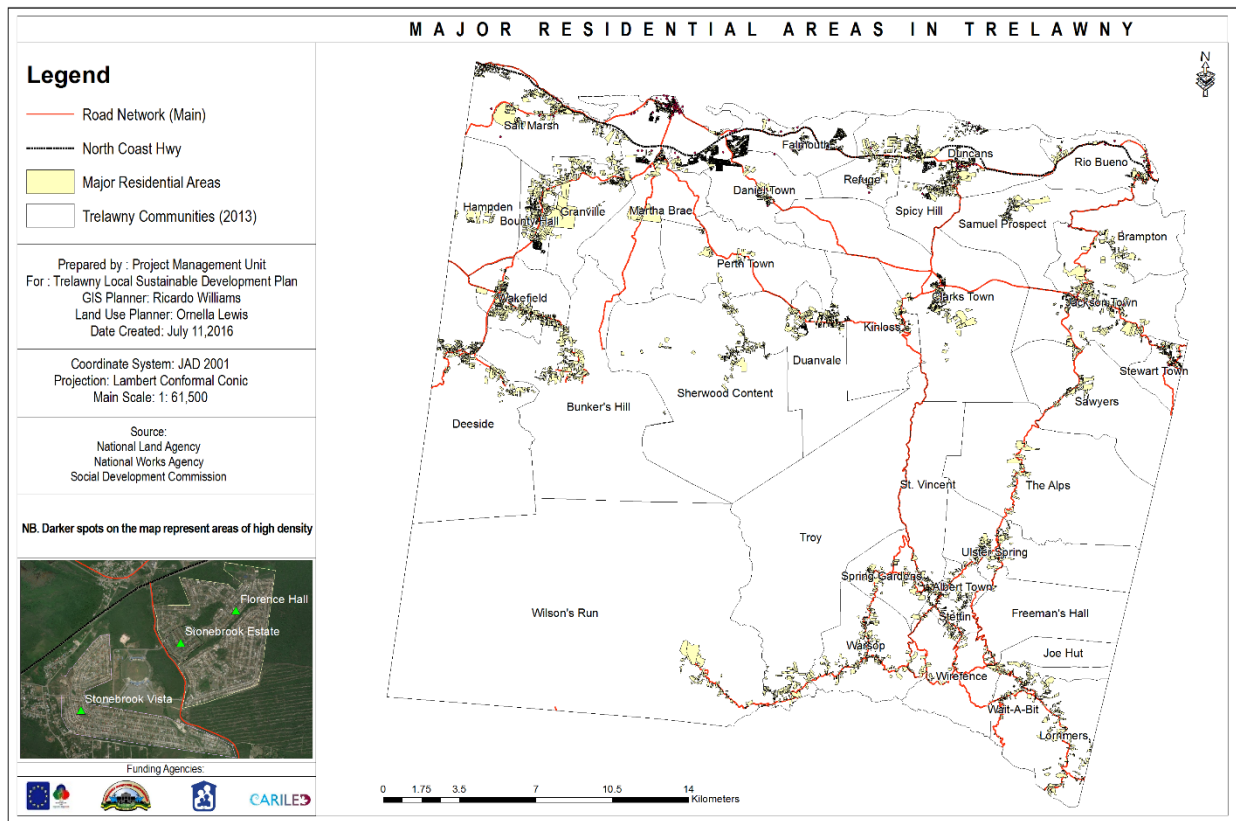 MAJOR RESIDENTIAL AREAS IN TRELAWNY
Legend
Road Network (Main)
North Coast Hwy
Major Residential Areas
Trelawny Communities (2013)
Prepared by : Project Management Unit
For : Trelawny Local Sustainable Development Plan
GIS Planner: Ricardo Williams
Land Use Planner: Ornella Lewis
Date Created: July 11,2016
Coordinate System: JAD 2001
Projection: Lambert Conformal Conic
Main Scale: 1: 61,500
Source:
National Land Agency
National Works Agency
Social Development Commission
NB. Darker spots on the map represent areas of high density
Florence Hall
Stonebrook Estate
Stonebrook Vista
Funding Agencies:
CARILED
N
Salt Marsh
Falmouth
Duncans
Rio Bueno
Refuge
Daniel Town
Hampden
Granville
Martha Brae
Spicy Hill
Bounty Hall
Samuel Prospect
Brampton
Perth Town
Wakefield
Clarks Town
Jackson Town
Kinloss
Duanvale
Stewart Town
Sherwood Content
Bunker's Hill
Sawyers
Deeside
St. Vincent
The Alps
Troy
Ulster Spring
Spring Gardens
Albert Town
Wilson's Run
Stettin
Freeman's Hall
Warsop
Joe Hut
Wirefence
Wait-A-Bit
Lorrimers
0 1.75 3.5 7 10.5 14
Kilometers